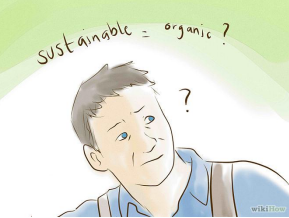 sustainable = organic?
?
wikiHow